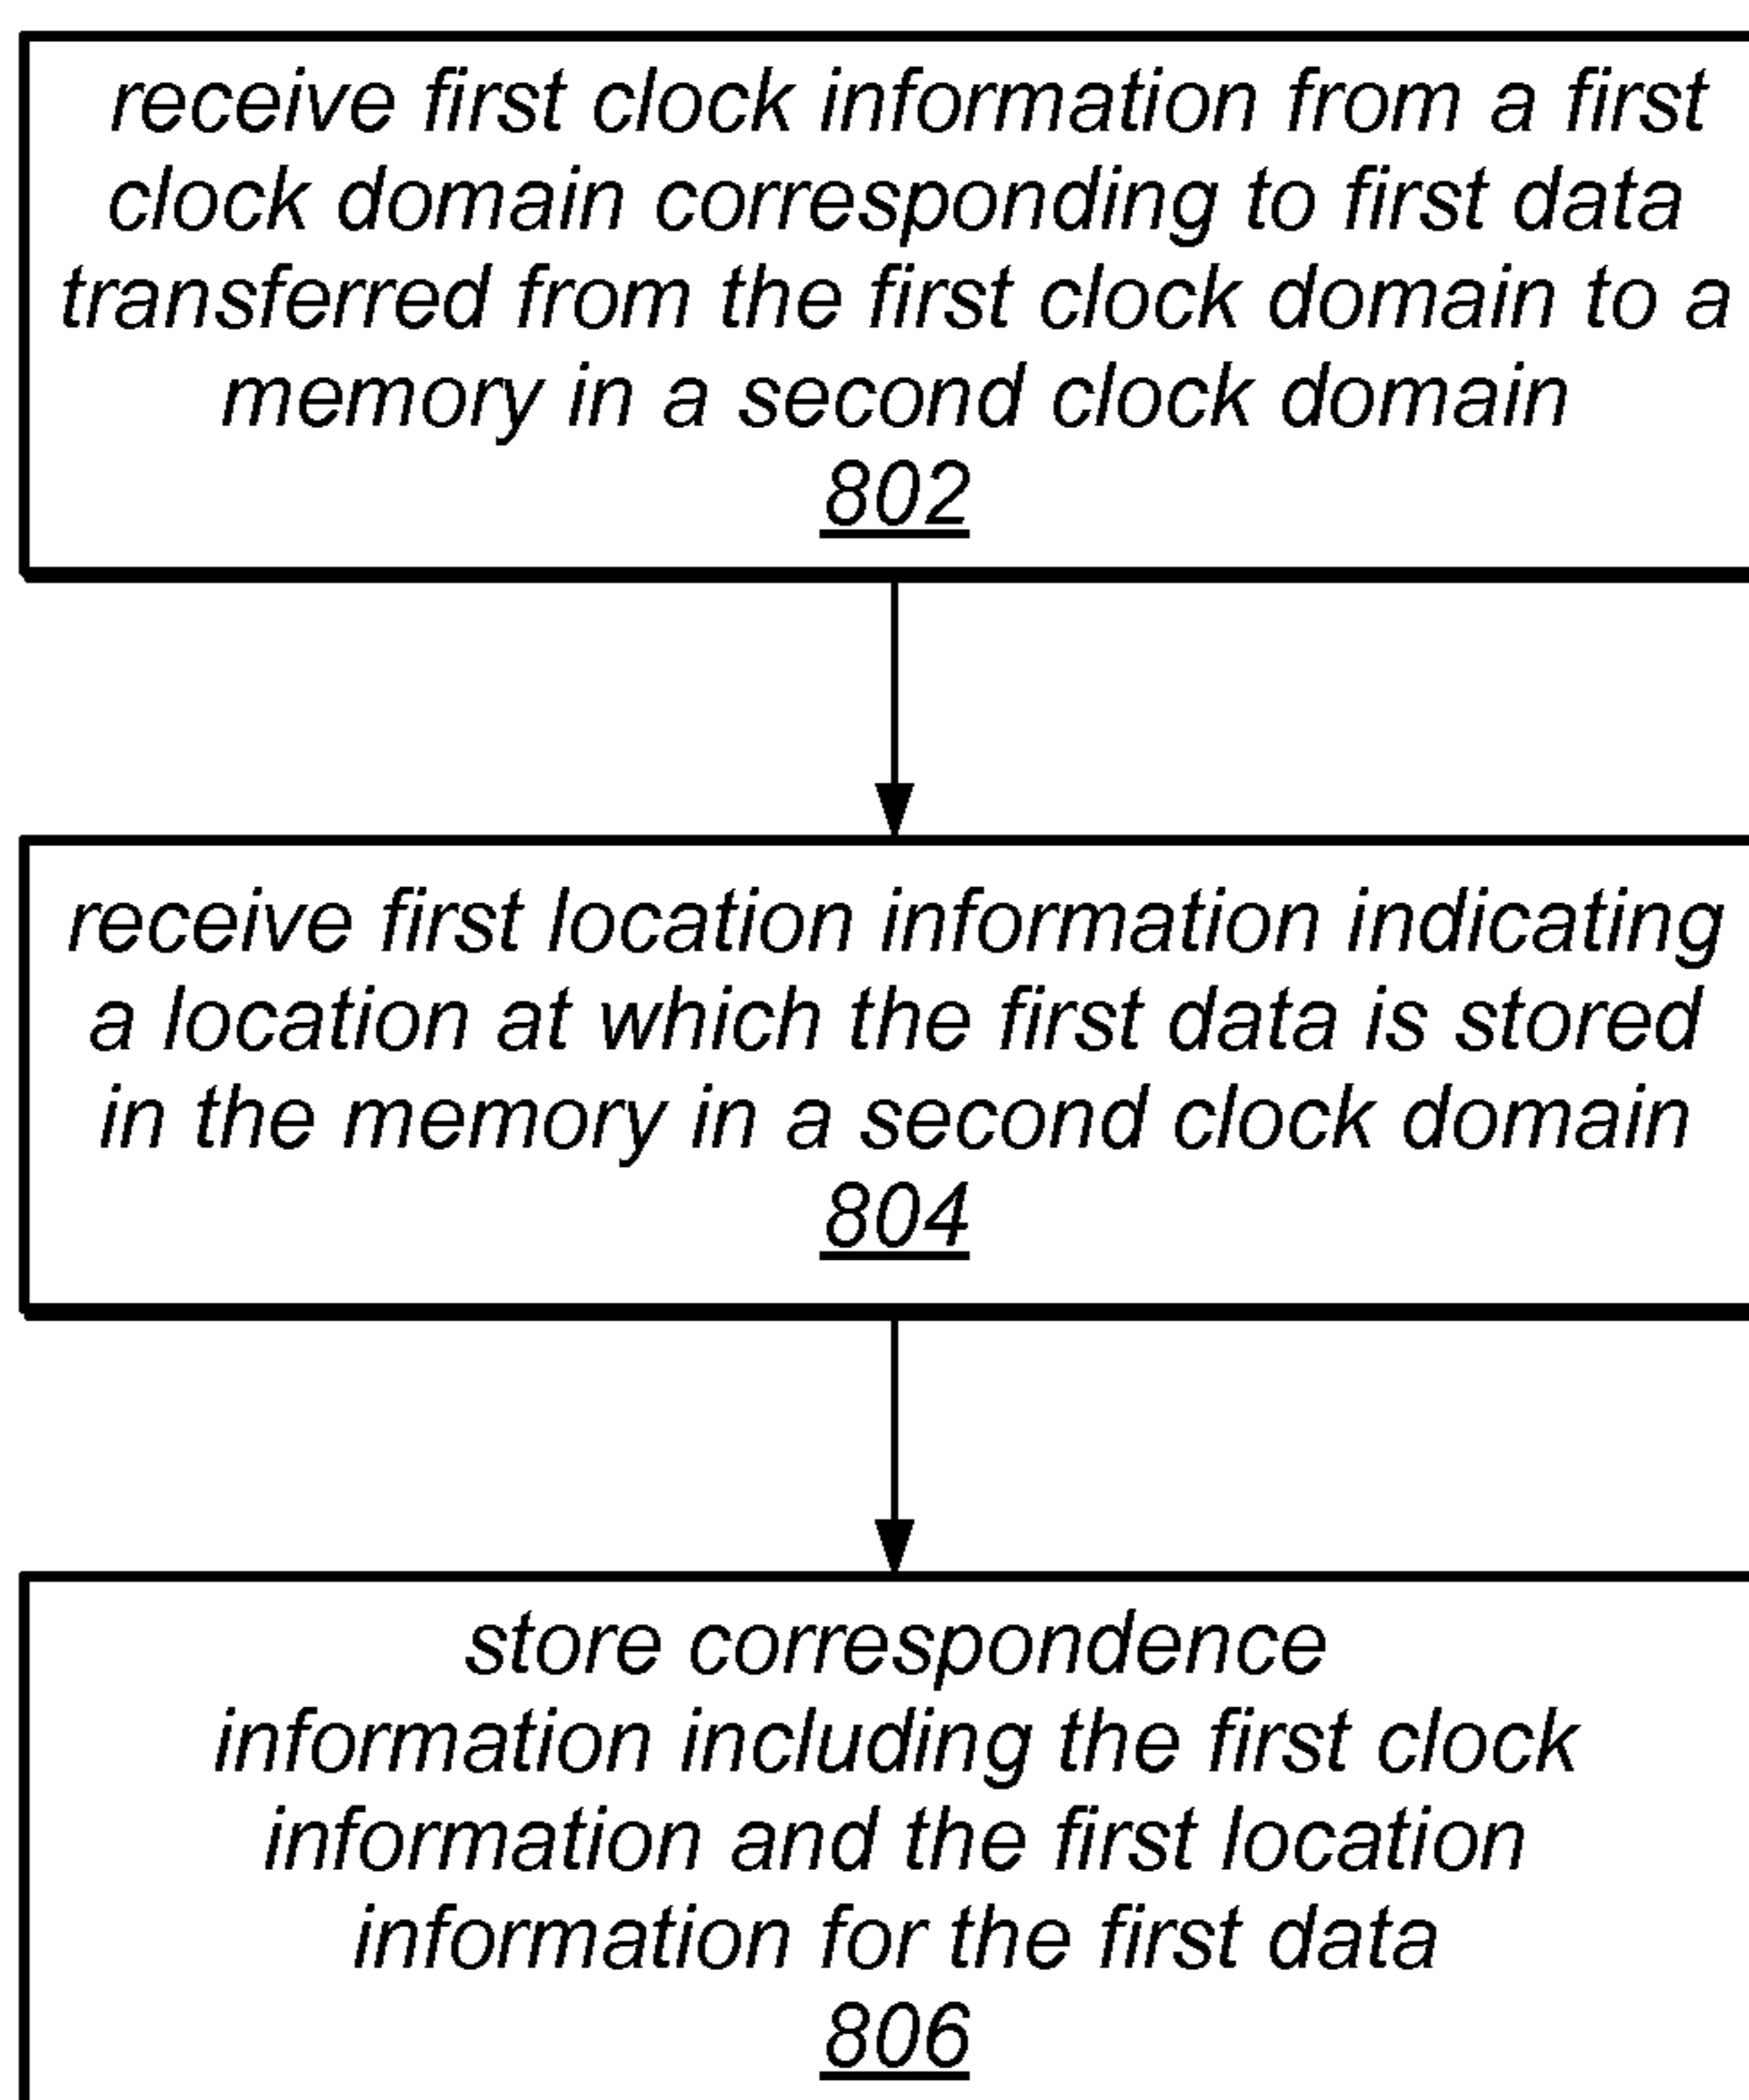 receive first clock information from a first
clock domain corresponding to first data
transferred from the first clock domain to a
memory in a second clock domain
802
receive first location information indicating
a location at which the first data is stored
in the memory in a second clock domain
804
store correspondence
information including the first clock
information and the first location
information for the first data
806